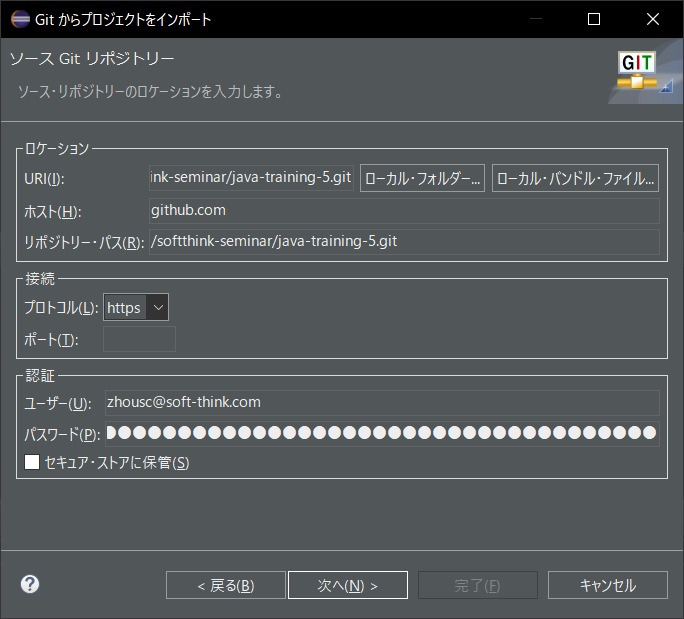 Git からプロジェクトをインポート
ソース Git リポジトリー
ソース・リポジトリーのロケーションを入力します。
GIT
ロケーション
URI(I): ink-seminar/java-training-5.git ローカル・フォルダー... ローカル・バンドル・ファイル...
ホスト(H): github.com
リポジトリー・パス(R): /softthink-seminar/java-training-5.git
接続
プロトコル(L): https
ポート(T):
認証
ユーザー(U): zhousc@soft-think.com
パスワード(P): ●●●●●●●●●●●●●●●●●●●●●●●●●●●●●●●●●●●●●
セキュア・ストアに保管(S)
? < 戻る(B) 次へ(N) > 完了(F) キャンセル